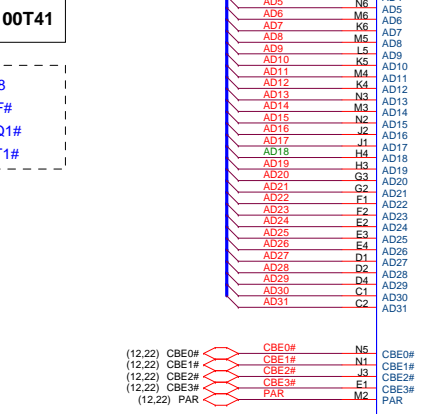 00T41
8
F#
Q1#
T1#
AD5 N6 AD5
AD6 M6 AD6
AD7 K6 AD7
AD8 M5 AD8
AD9 L5 AD9
AD10 K5 AD10
AD11 M4 AD11
AD12 K4 AD12
AD13 N3 AD13
AD14 M3 AD14
AD15 N2 AD15
AD16 J2 AD16
AD17 J1 AD17
AD18 H4 AD18
AD19 H3 AD19
AD20 G3 AD20
AD21 G2 AD21
AD22 F1 AD22
AD23 F2 AD23
AD24 E2 AD24
AD25 E3 AD25
AD26 E4 AD26
AD27 D1 AD27
AD28 D2 AD28
AD29 D4 AD29
AD30 C1 AD30
AD31 C2 AD31
(12,22) CBE0# CBE0# N5 CBE0#
(12,22) CBE1# CBE1# N1 CBE1#
(12,22) CBE2# CBE2# J3 CBE2#
(12,22) CBE3# CBE3# E1 CBE3#
(12,22) PAR PAR M2 PAR